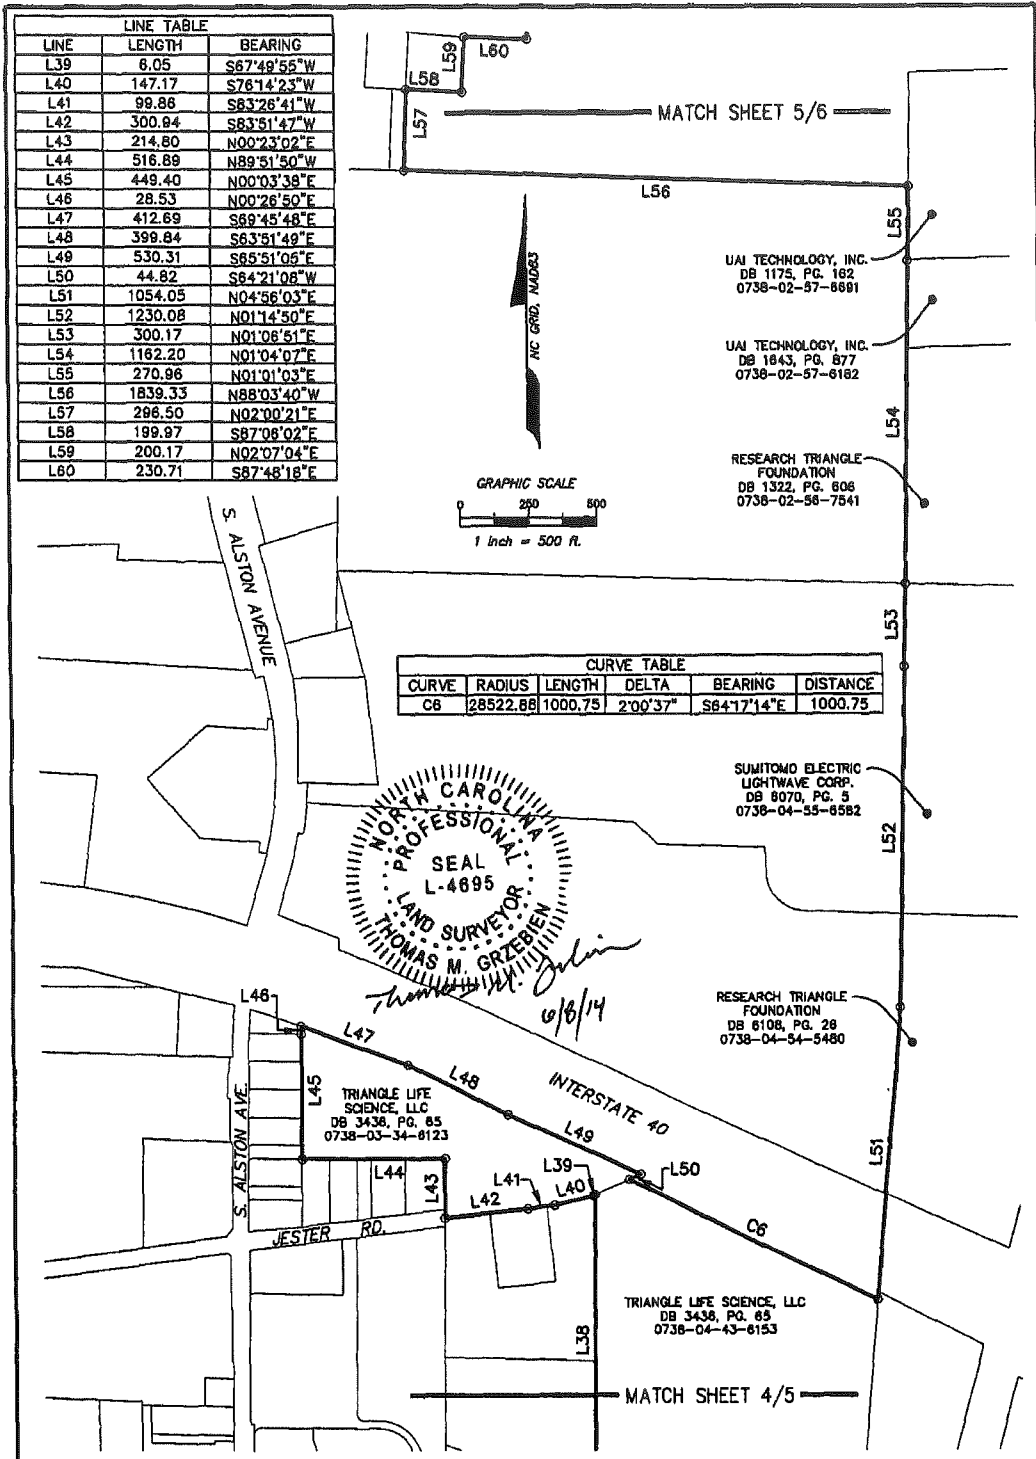 LINE TABLE
LINE LENGTH BEARING
L39 6.05 S67°49'55"W
L40 147.17 S76°14'23"W
L41 99.86 S83°26'41"W
L42 300.94 S83°51'47"W
L43 214.80 N00°23'02"E
L44 516.89 N89°51'50"W
L45 449.40 N00°03'38"E
L46 28.53 N00°26'50"E
L47 412.69 S69°45'48"E
L48 399.84 S63°51'49"E
L49 530.31 S65°51'05"E
L50 44.82 S64°21'08"W
L51 1054.05 N04°56'03"E
L52 1230.08 N01°14'50"E
L53 300.17 N01°06'51"E
L54 1162.20 N01°04'07"E
L55 270.96 N01°01'03"E
L56 1839.33 N88°03'40"W
L57 296.50 N02°00'21"E
L58 199.97 S87°06'02"E
L59 200.17 N02°07'04"E
L60 230.71 S87°48'18"E
L59
L60
L58
L57
MATCH SHEET 5/6
L56
L55
UAI TECHNOLOGY, INC.
DB 1175, PG. 162
0738-02-57-6691
NC GRID, NAD83
UAI TECHNOLOGY, INC.
DB 1643, PG. 877
0738-02-57-6182
L54
RESEARCH TRIANGLE
FOUNDATION
DB 1322, PG. 606
0738-02-56-7541
GRAPHIC SCALE
0 250 500
1 inch = 500 ft.
S. ALSTON AVENUE
L53
CURVE TABLE
CURVE RADIUS LENGTH DELTA BEARING DISTANCE
C6 28522.88 1000.75 2°00'37" S64°17'14"E 1000.75
SUMITOMO ELECTRIC
LIGHTWAVE CORP.
DB 6070, PG. 5
0738-04-55-6582
L52
NORTH CAROLINA
PROFESSIONAL
SEAL
L-4695
LAND SURVEYOR
THOMAS M. GRZEBIEN
6/8/14
RESEARCH TRIANGLE
FOUNDATION
DB 6108, PG. 26
0738-04-54-5480
L46
L47
L48
INTERSTATE 40
L45
TRIANGLE LIFE
SCIENCE, LLC
DB 3436, PG. 65
0738-03-34-6123
L49
L51
S. ALSTON AVE.
L44
L43
L39
L50
L41
L40
L42
JESTER RD.
C6
TRIANGLE LIFE SCIENCE, LLC
DB 3436, PG. 65
0738-04-43-6153
L38
MATCH SHEET 4/5